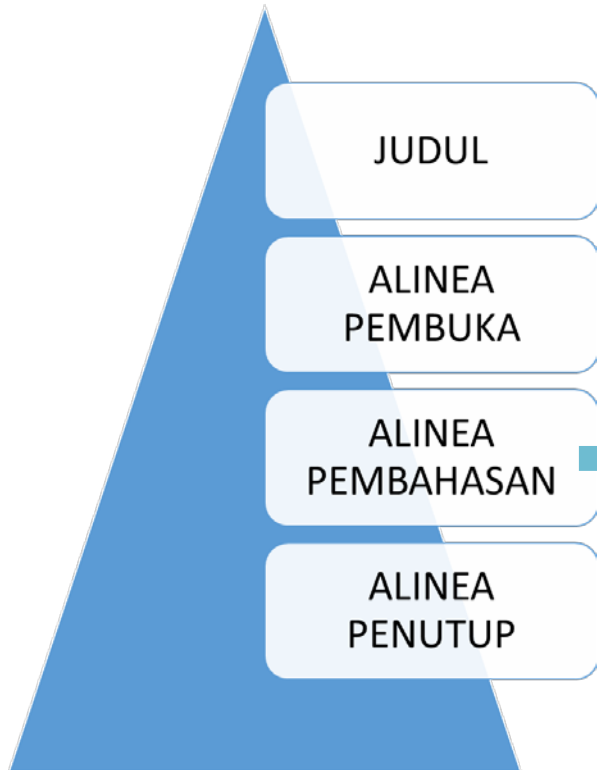 JUDUL
ALINEA
PEMBUKA
ALINEA
PEMBAHASAN
ALINEA
PENUTUP